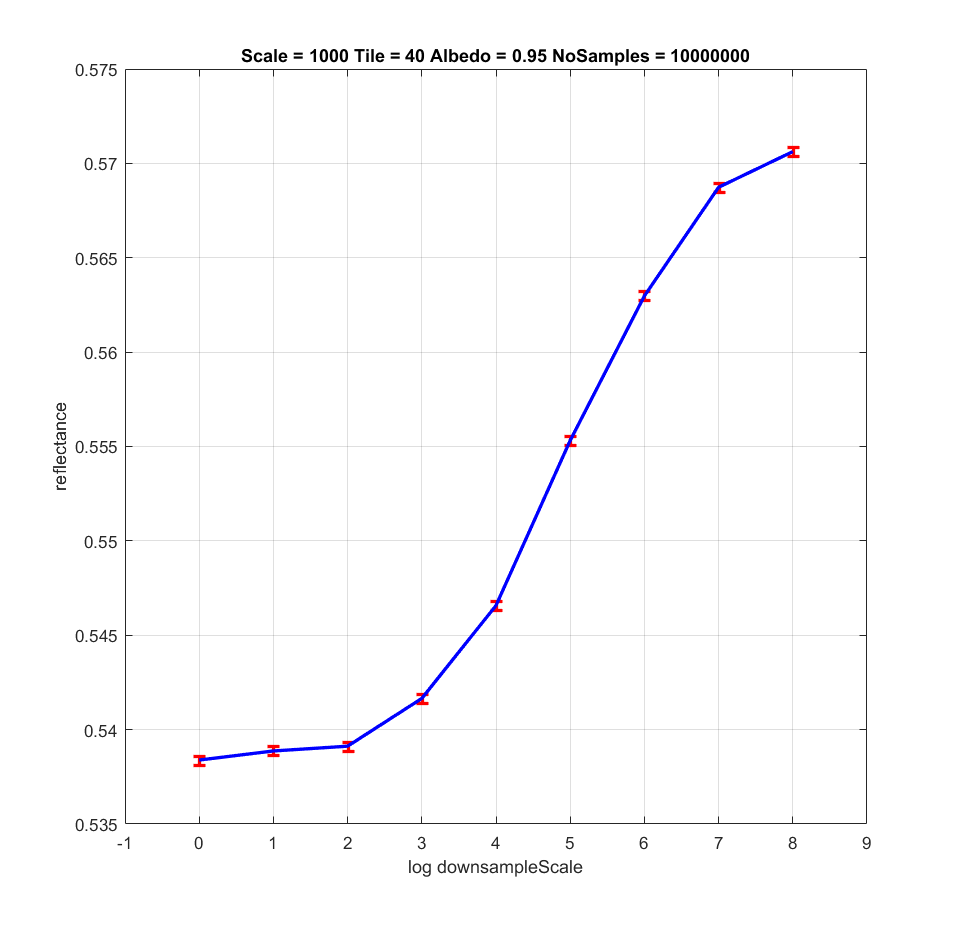 Scale = 1000 Tile = 40 Albedo = 0.95 NoSamples = 10000000
0.575
0.57
0.565
0.56
0.555
0.55
0.545
0.54
0.535
reflectance
-1 0 1 2 3 4 5 6 7 8 9
log downsampleScale